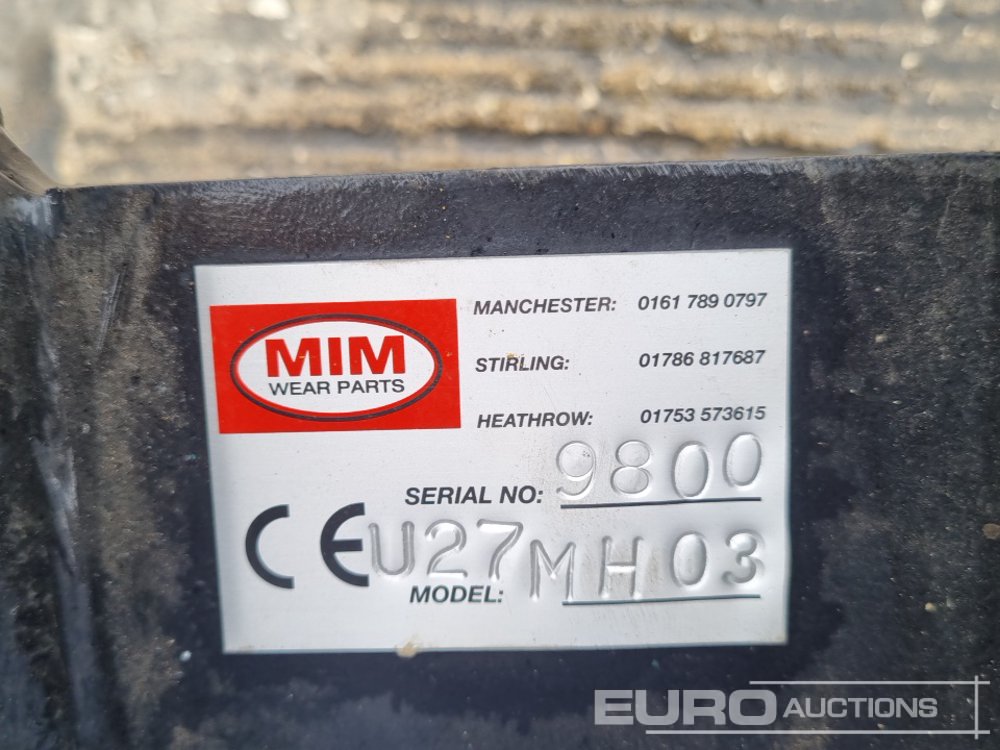 MIM
WEAR PARTS
MANCHESTER: 0161 789 0797
STIRLING: 01786 817687
HEATHROW: 01753 573615
SERIAL NO: 9800
CE
MODEL: U27MH03
EURO AUCTIONS